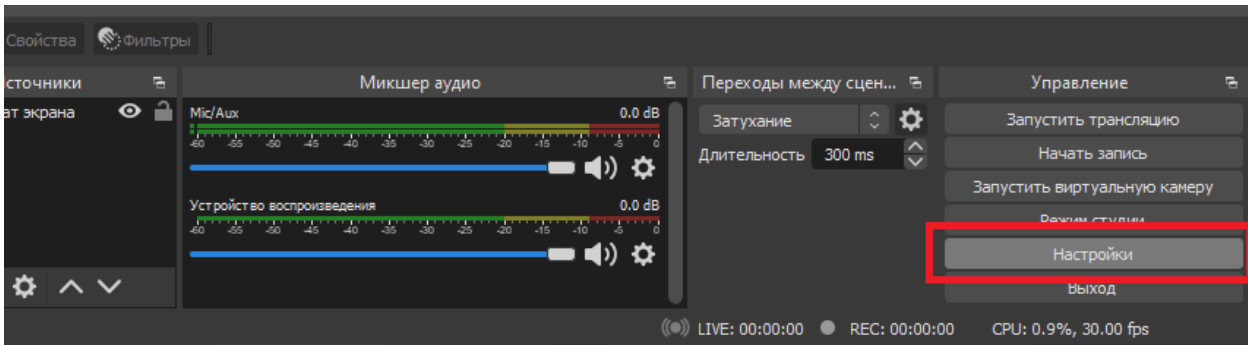 Свойства Фильтры
сточники
ат экрана
Микшер аудио
Mic/Aux 0.0 dB
-60 -55 -50 -45 -40 -35 -30 -25 -20 -15 -10 -5 0
Устройство воспроизведения 0.0 dB
-60 -55 -50 -45 -40 -35 -30 -25 -20 -15 -10 -5 0
Переходы между сцен...
Затухание
Длительность 300 ms
Управление
Запустить трансляцию
Начать запись
Запустить виртуальную камеру
Режим студии
Настройки
Выход
LIVE: 00:00:00 REC: 00:00:00 CPU: 0.9%, 30.00 fps